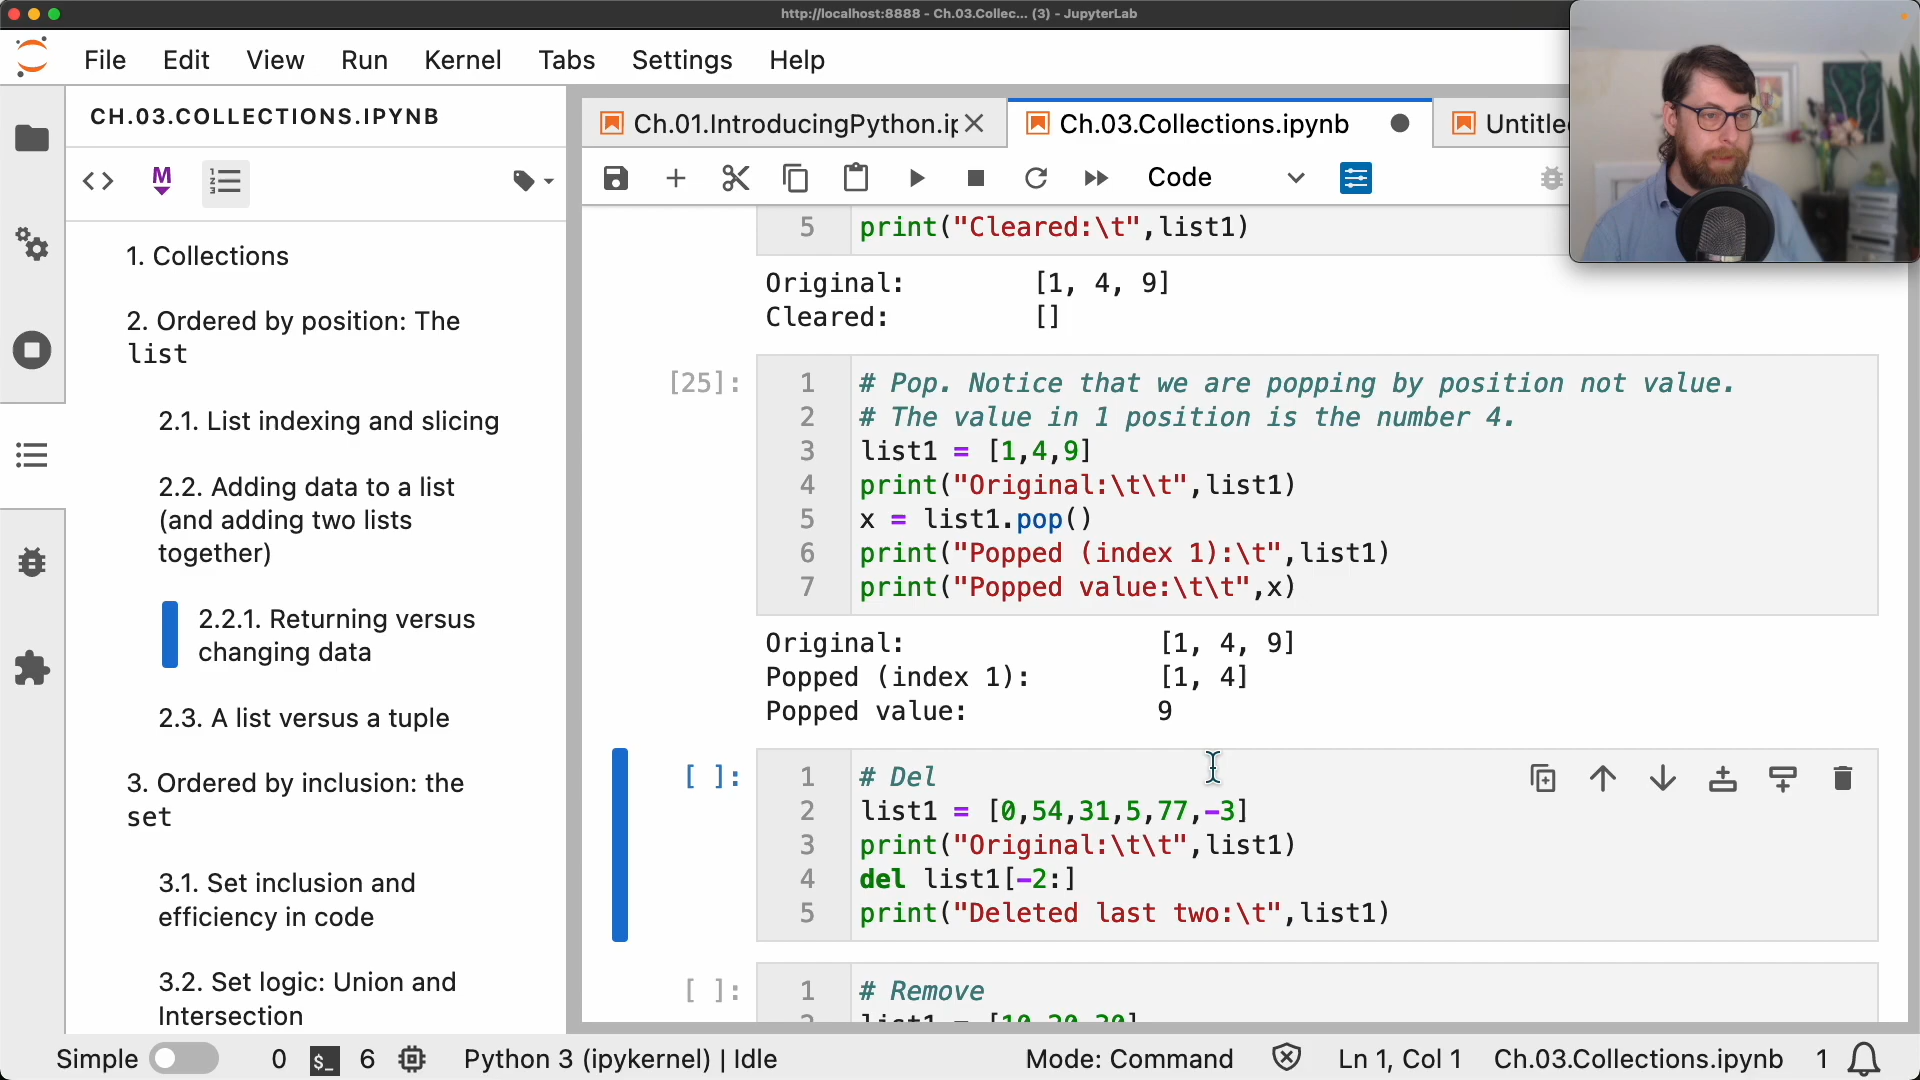 http://localhost:8888 - Ch.03.Collec... (3) - JupyterLab
File Edit View Run Kernel Tabs Settings Help
CH.03.COLLECTIONS.IPYNB
Ch.01.IntroducingPython.ip
Ch.03.Collections.ipynb
Untitle
Code
1. Collections
2. Ordered by position: The
list
2.1. List indexing and slicing
2.2. Adding data to a list
(and adding two lists
together)
2.2.1. Returning versus
changing data
2.3. A list versus a tuple
3. Ordered by inclusion: the
set
3.1. Set inclusion and
efficiency in code
3.2. Set logic: Union and
Intersection
5 print("Cleared:\t",list1)
Original: [1, 4, 9]
Cleared: []
[25]:
1 # Pop. Notice that we are popping by position not value.
2 # The value in 1 position is the number 4.
3 list1 = [1,4,9]
4 print("Original:\t\t",list1)
5 x = list1.pop()
6 print("Popped (index 1):\t",list1)
7 print("Popped value:\t\t",x)
Original: [1, 4, 9]
Popped (index 1): [1, 4]
Popped value: 9
[ ]:
1 # Del
2 list1 = [0,54,31,5,77,-3]
3 print("Original:\t\t",list1)
4 del list1[-2:]
5 print("Deleted last two:\t",list1)
[ ]:
1 # Remove
2 list1 = [10,20,30]
Simple 0 $_ 6 Python 3 (ipykernel) | Idle Mode: Command Ln 1, Col 1 Ch.03.Collections.ipynb 1